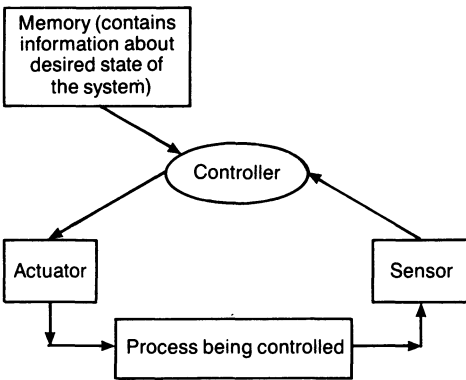 Memory (contains
information about
desired state of
the system)
Controller
Actuator
Sensor
Process being controlled